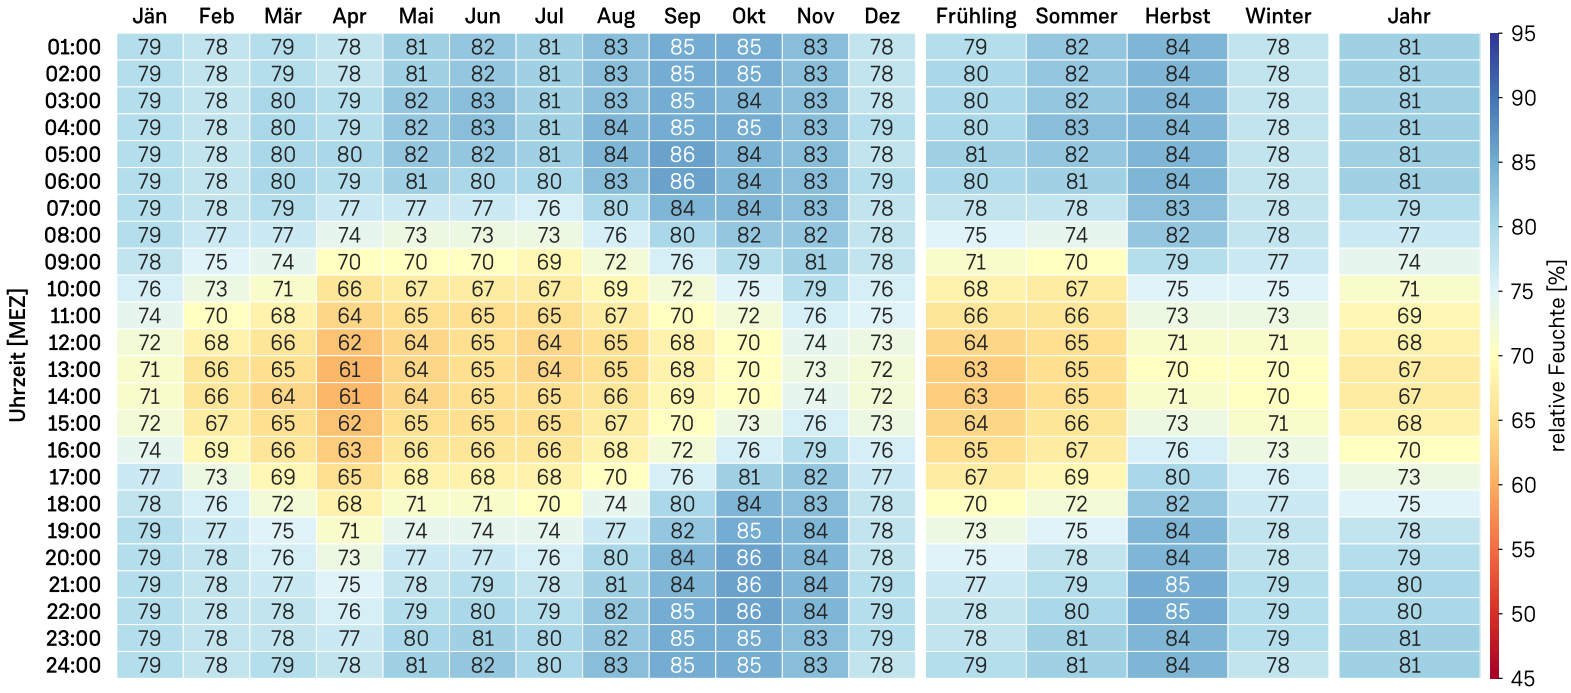 Jän Feb Mär Apr Mai Jun Jul Aug Sep Okt Nov Dez Frühling Sommer Herbst Winter Jahr
01:00 79 78 79 78 81 82 81 83 85 85 83 78 79 82 84 78 81
02:00 79 78 79 78 81 82 81 83 85 85 83 78 80 82 84 78 81
03:00 79 78 80 79 82 83 81 83 85 84 83 78 80 82 84 78 81
04:00 79 78 80 79 82 83 81 84 85 85 83 79 80 83 84 78 81
05:00 79 78 80 80 82 82 81 84 86 84 83 78 81 82 84 78 81
06:00 79 78 80 79 81 80 80 83 86 84 83 79 80 81 84 78 81
07:00 79 78 79 77 77 77 76 80 84 84 83 78 78 78 83 78 79
08:00 79 77 77 74 73 73 73 76 80 82 82 78 75 74 82 78 77
09:00 78 75 74 70 70 70 69 72 76 79 81 78 71 70 79 77 74
10:00 76 73 71 66 67 67 67 69 72 75 79 76 68 67 75 75 71
11:00 74 70 68 64 65 65 65 67 70 72 76 75 66 66 73 73 69
12:00 72 68 66 62 64 65 64 65 68 70 74 73 64 65 71 71 68
13:00 71 66 65 61 64 65 64 65 68 70 73 72 63 65 70 70 67
14:00 71 66 64 61 64 65 65 66 69 70 74 72 63 65 71 70 67
15:00 72 67 65 62 65 65 65 67 70 73 76 73 64 66 73 71 68
16:00 74 69 66 63 66 66 66 68 72 76 79 76 65 67 76 73 70
17:00 77 73 69 65 68 68 68 70 76 81 82 77 67 69 80 76 73
18:00 78 76 72 68 71 71 70 74 80 84 83 78 70 72 82 77 75
19:00 79 77 75 71 74 74 74 77 82 85 84 78 73 75 84 78 78
20:00 79 78 76 73 77 77 76 80 84 86 84 78 75 78 84 78 79
21:00 79 78 77 75 78 79 78 81 84 86 84 79 77 79 85 79 80
22:00 79 78 78 76 79 80 79 82 85 86 84 79 78 80 85 79 80
23:00 79 78 78 77 80 81 80 82 85 85 83 79 78 81 84 79 81
24:00 79 78 79 78 81 82 80 83 85 85 83 78 79 81 84 78 81
Uhrzeit [MEZ]
95
90
85
80
75
70
65
60
55
50
45
relative Feuchte [%]